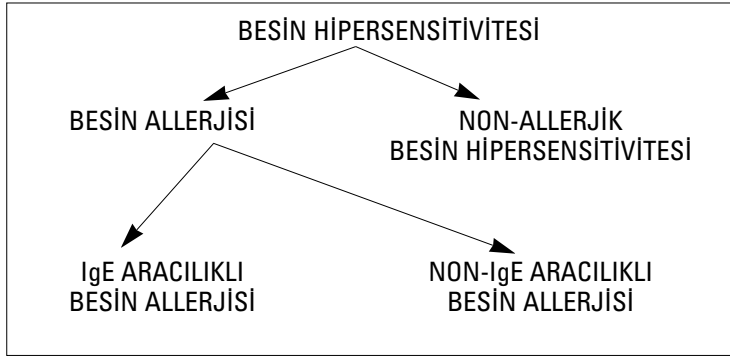 BESİN HİPERSENSİTİVİTESİ
BESİN ALLERJİSİ
NON-ALLERJİK
BESİN HİPERSENSİTİVİTESİ
IgE ARACILIKLI
BESİN ALLERJİSİ
NON-IgE ARACILIKLI
BESİN ALLERJİSİ